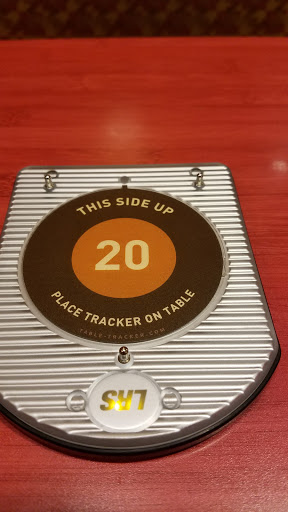 THIS SIDE UP
20
PLACE TRACKER ON TABLE
TABLE-TRACKER.COM
LRS